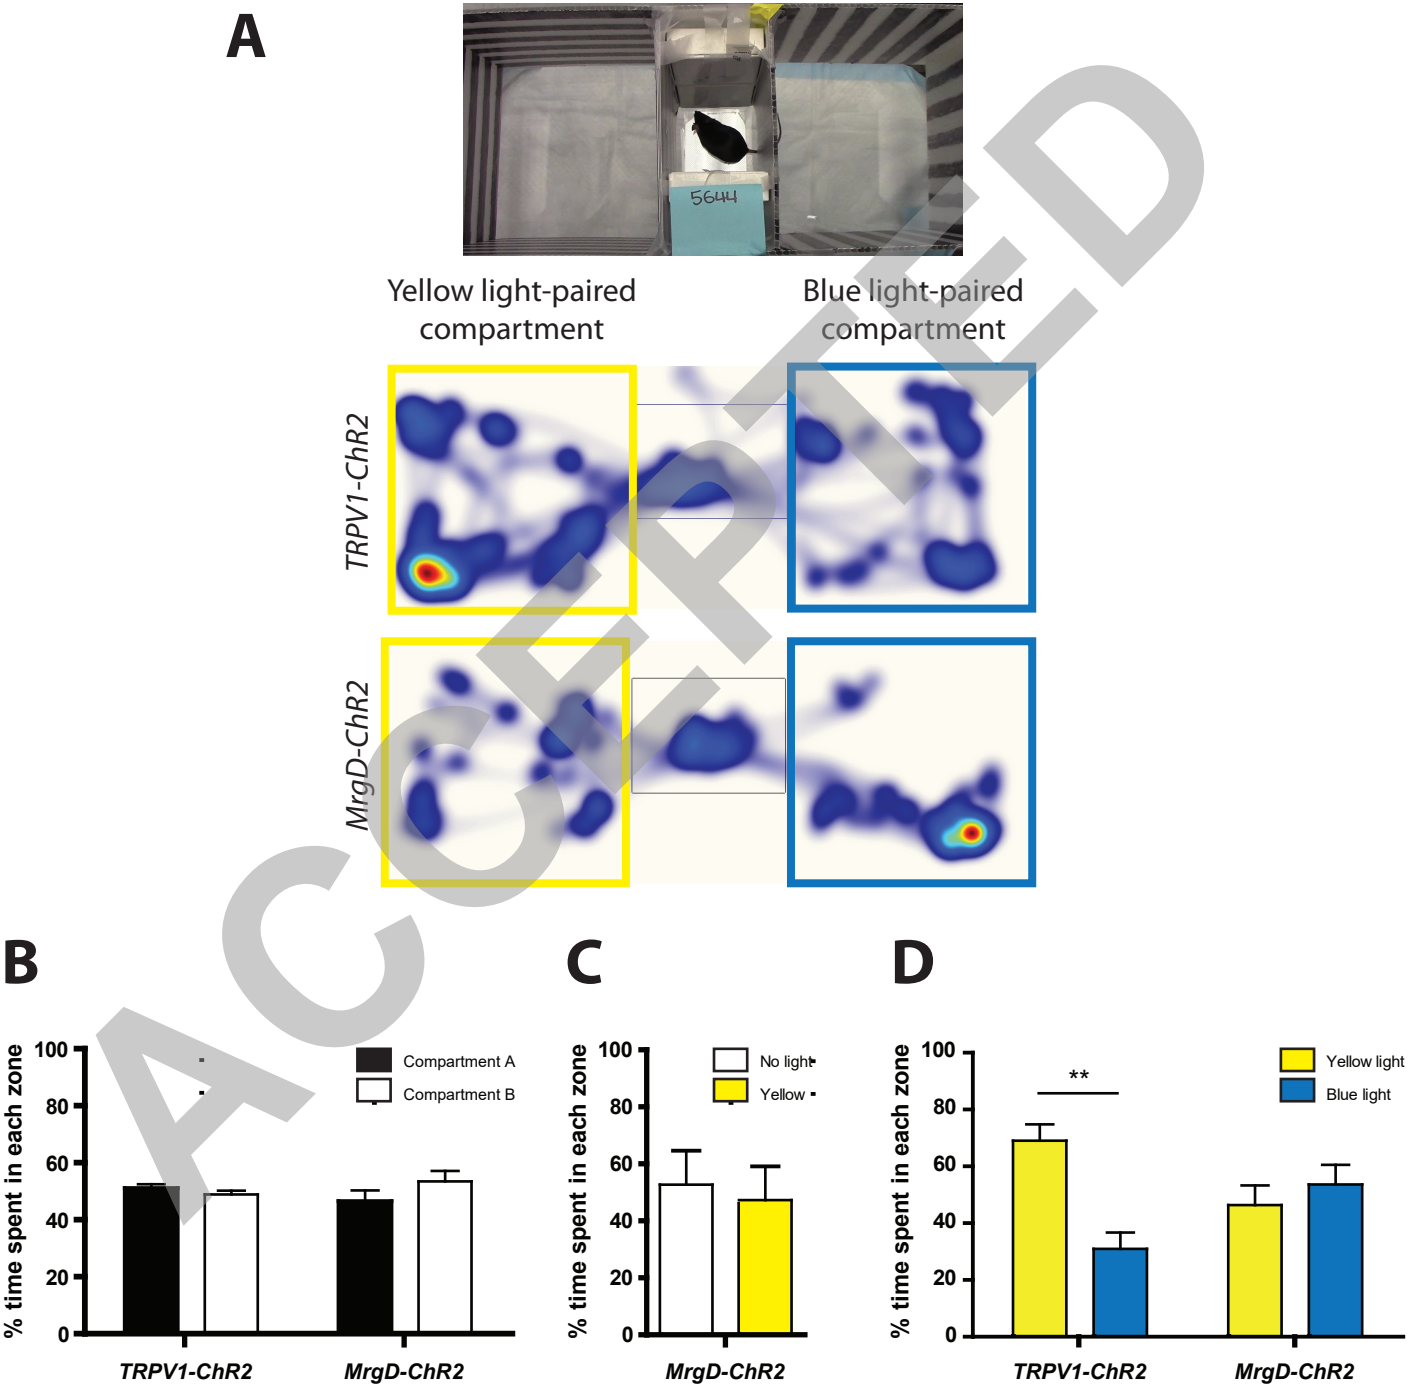 A
5644
Yellow light-paired
compartment
Blue light-paired
compartment
TRPV1-ChR2
MrgD-ChR2
ACCEPTED
B
% time spent in each zone
100
80
60
40
20
0
Compartment A
Compartment B
TRPV1-ChR2
MrgD-ChR2
C
% time spent in each zone
100
80
60
40
20
0
No light
Yellow
MrgD-ChR2
D
% time spent in each zone
100
80
60
40
20
0
**
Yellow light
Blue light
TRPV1-ChR2
MrgD-ChR2